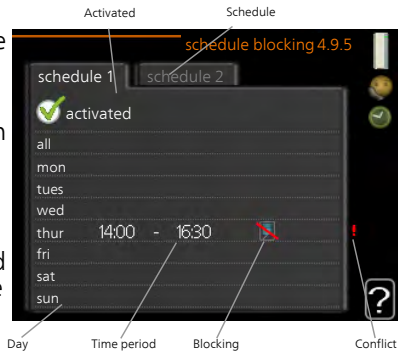 Activated Schedule
schedule blocking 4.9.5
schedule 1 schedule 2
activated
all
mon
tues
wed
thur 14:00 - 16:30 !
fri
sat
sun
?
Day Time period Blocking Conflict